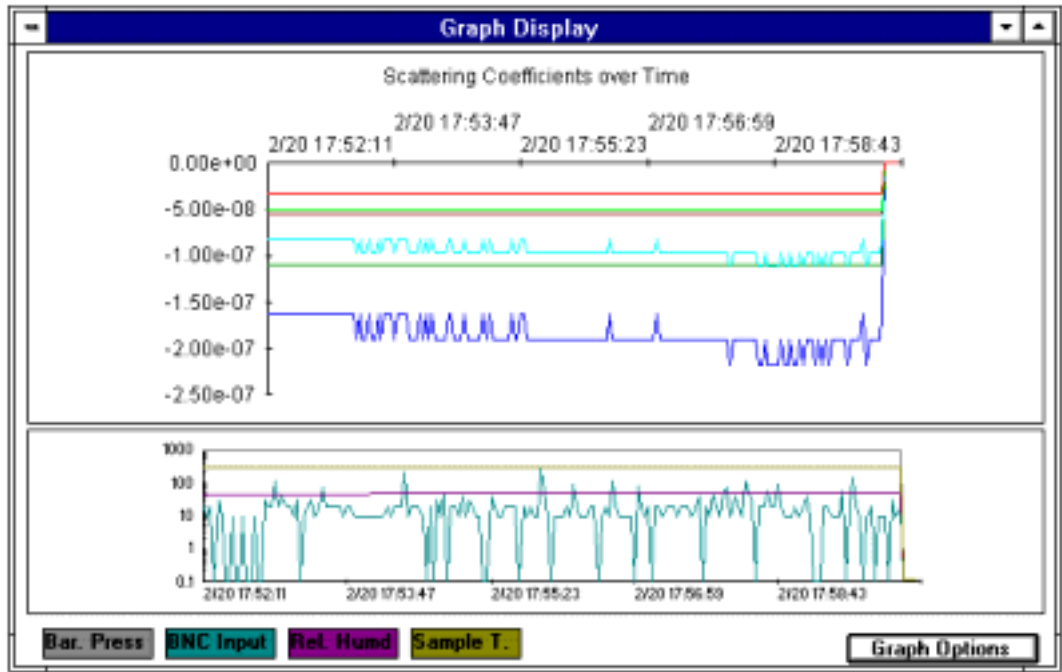 Graph Display
Scattering Coefficients over Time
2/20 17:53:47 2/20 17:56:59
2/20 17:52:11 2/20 17:55:23 2/20 17:58:43
0.00e+00
-5.00e-08
-1.00e-07
-1.50e-07
-2.00e-07
-2.50e-07
1000
100
10
1
0.1
2/20 17:52:11 2/20 17:53:47 2/20 17:55:23 2/20 17:56:59 2/20 17:58:43
Bar. Press BNC Input Rel. Humd Sample T. Graph Options